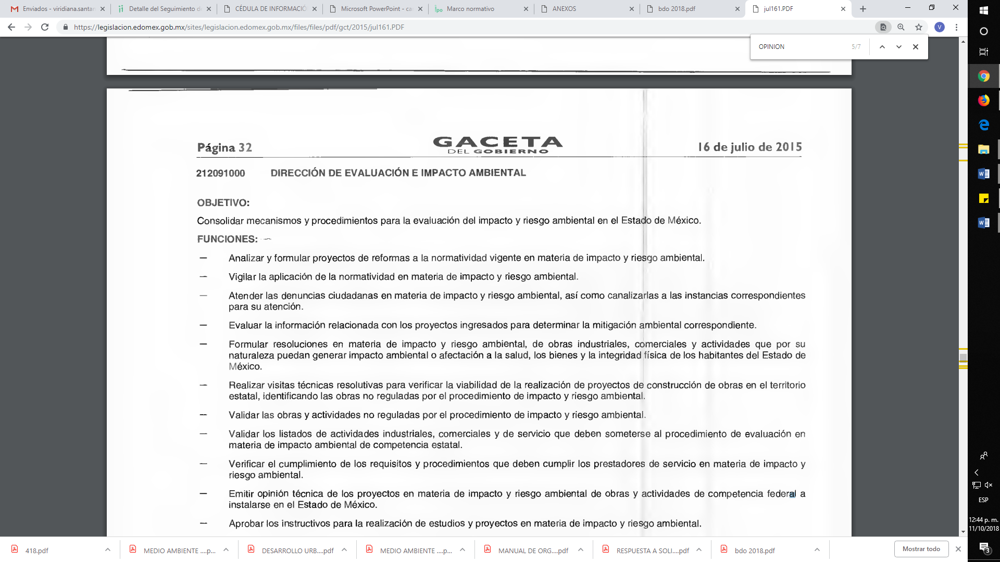 Enviados - viridiana.santan
Detalle del Seguimiento d
CÉDULA DE INFORMACIÓ
Microsoft PowerPoint - ca
ipo Marco normativo
ANEXOS
bdo 2018.pdf
jul161.PDF
https://legislacion.edomex.gob.mx/sites/legislacion.edomex.gob.mx/files/files/pdf/gct/2015/jul161.PDF
V
OPINION 5/7
Página 32
GACETA
DEL GOBIERNO
16 de julio de 2015
212091000 DIRECCIÓN DE EVALUACIÓN E IMPACTO AMBIENTAL
OBJETIVO:
Consolidar mecanismos y procedimientos para la evaluación del impacto y riesgo ambiental en el Estado de México.
FUNCIONES:
— Analizar y formular proyectos de reformas a la normatividad vigente en materia de impacto y riesgo ambiental.
— Vigilar la aplicación de la normatividad en materia de impacto y riesgo ambiental.
— Atender las denuncias ciudadanas en materia de impacto y riesgo ambiental, así como canalizarlas a las instancias correspondientes
para su atención.
— Evaluar la información relacionada con los proyectos ingresados para determinar la mitigación ambiental correspondiente.
— Formular resoluciones en materia de impacto y riesgo ambiental, de obras industriales, comerciales y actividades que por su
naturaleza puedan generar impacto ambiental o afectación a la salud, los bienes y la integridad física de los habitantes del Estado de
México.
— Realizar visitas técnicas resolutivas para verificar la viabilidad de la realización de proyectos de construcción de obras en el territorio
estatal, identificando las obras no reguladas por el procedimiento de impacto y riesgo ambiental.
— Validar las obras y actividades no reguladas por el procedimiento de impacto y riesgo ambiental.
— Validar los listados de actividades industriales, comerciales y de servicio que deben someterse al procedimiento de evaluación en
materia de impacto ambiental de competencia estatal.
— Verificar el cumplimiento de los requisitos y procedimientos que deben cumplir los prestadores de servicio en materia de impacto y
riesgo ambiental.
— Emitir opinión técnica de los proyectos en materia de impacto y riesgo ambiental de obras y actividades de competencia federal a
instalarse en el Estado de México.
— Aprobar los instructivos para la realización de estudios y proyectos en materia de impacto y riesgo ambiental.
418.pdf
MEDIO AMBIENTE ....p...
DESARROLLO URB....pdf
MEDIO AMBIENTE ....p...
MANUAL DE ORG....pdf
RESPUESTA A SOLI....pdf
bdo 2018.pdf
Mostrar todo
ESP
12:44 p. m.
11/10/2018
3